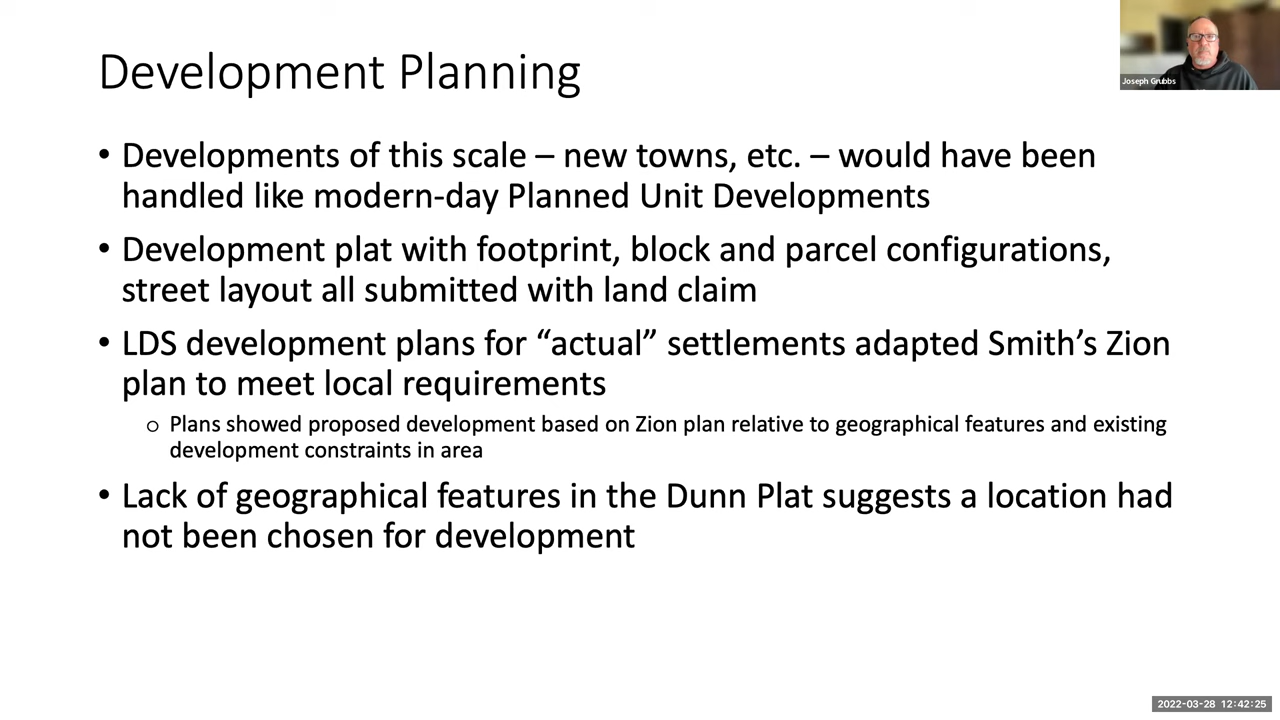 Development Planning
Joseph Grubbs
• Developments of this scale – new towns, etc. – would have been
handled like modern-day Planned Unit Developments
• Development plat with footprint, block and parcel configurations,
street layout all submitted with land claim
• LDS development plans for “actual” settlements adapted Smith’s Zion
plan to meet local requirements
o Plans showed proposed development based on Zion plan relative to geographical features and existing
development constraints in area
• Lack of geographical features in the Dunn Plat suggests a location had
not been chosen for development
2022-03-28 12:42:25